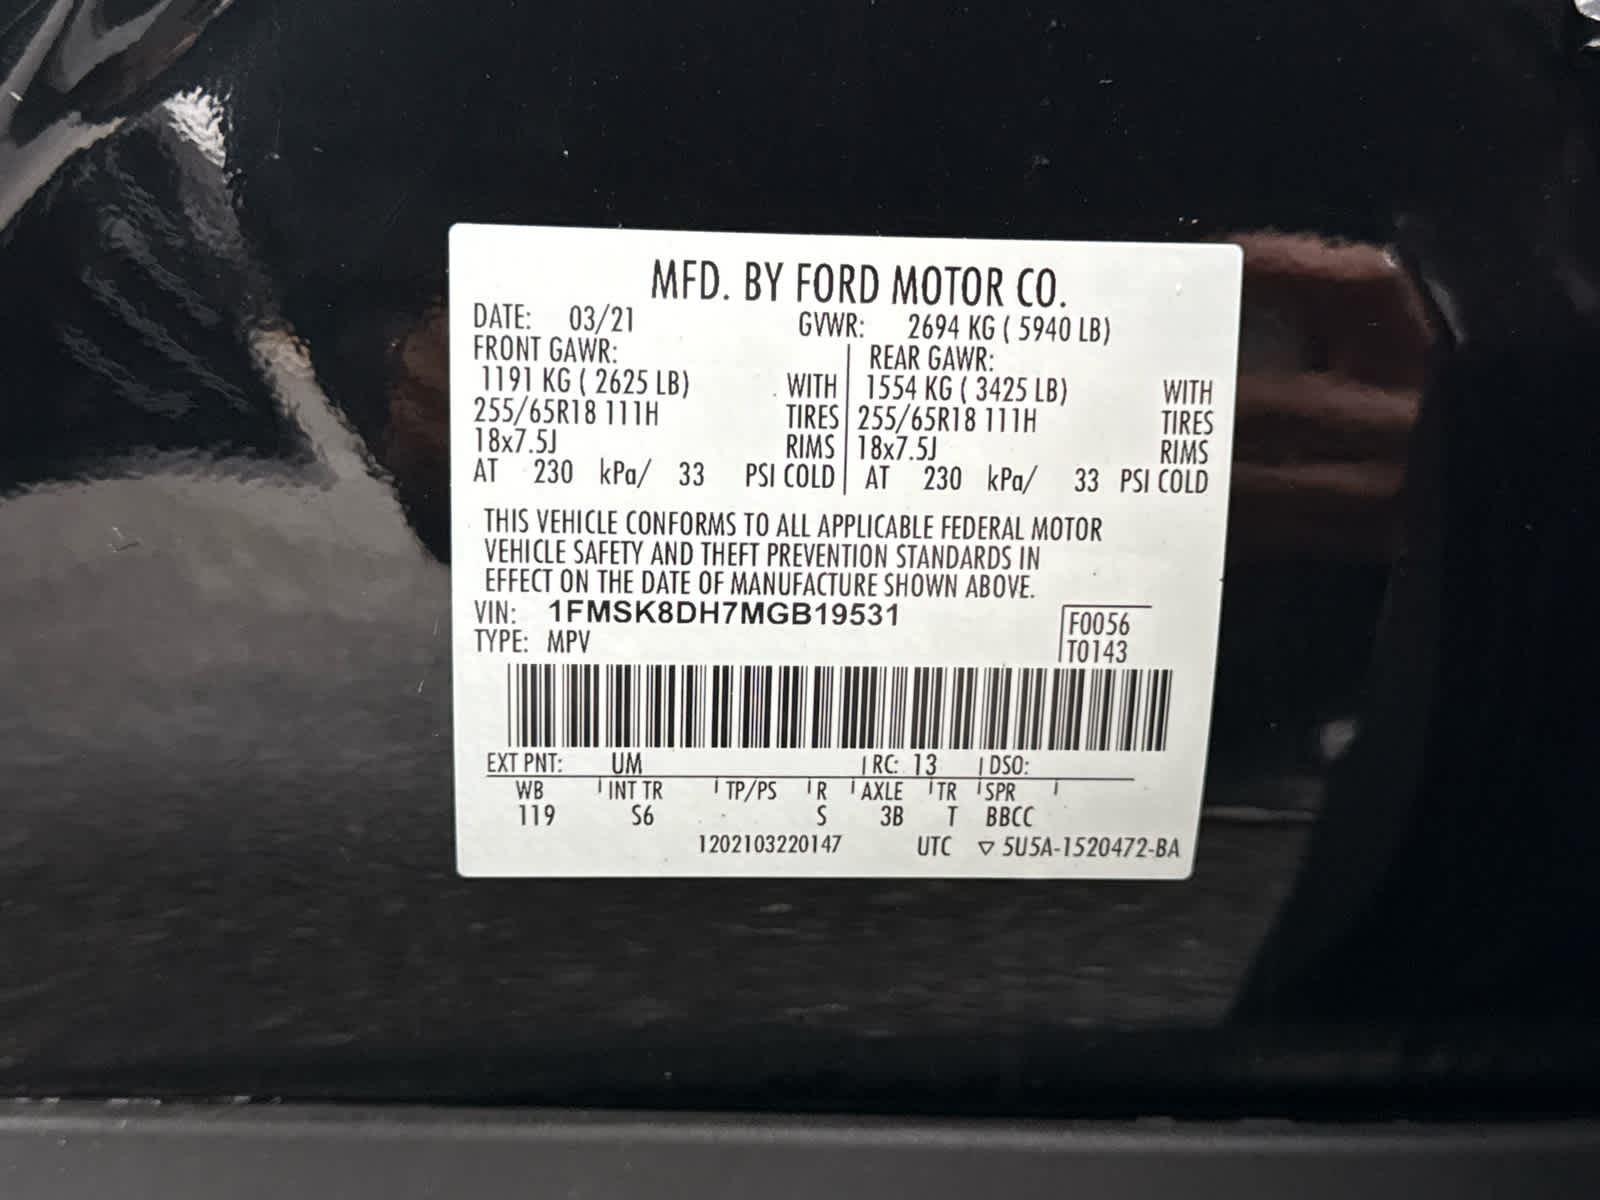 MFD. BY FORD MOTOR CO.
DATE: 03/21 GVWR: 2694 KG ( 5940 LB)
FRONT GAWR: REAR GAWR:
1191 KG ( 2625 LB) WITH 1554 KG ( 3425 LB) WITH
255/65R18 111H TIRES 255/65R18 111H TIRES
18x7.5J RIMS 18x7.5J RIMS
AT 230 kPa/ 33 PSI COLD AT 230 kPa/ 33 PSI COLD
THIS VEHICLE CONFORMS TO ALL APPLICABLE FEDERAL MOTOR
VEHICLE SAFETY AND THEFT PREVENTION STANDARDS IN
EFFECT ON THE DATE OF MANUFACTURE SHOWN ABOVE.
VIN: 1FMSK8DH7MGB19531 F0056
TYPE: MPV T0143
EXT PNT: UM RC: 13 DSO:
WB INT TR TP/PS R AXLE TR SPR
119 S6 S 3B T BBCC
1202103220147 UTC ▽ 5U5A-1520472-BA